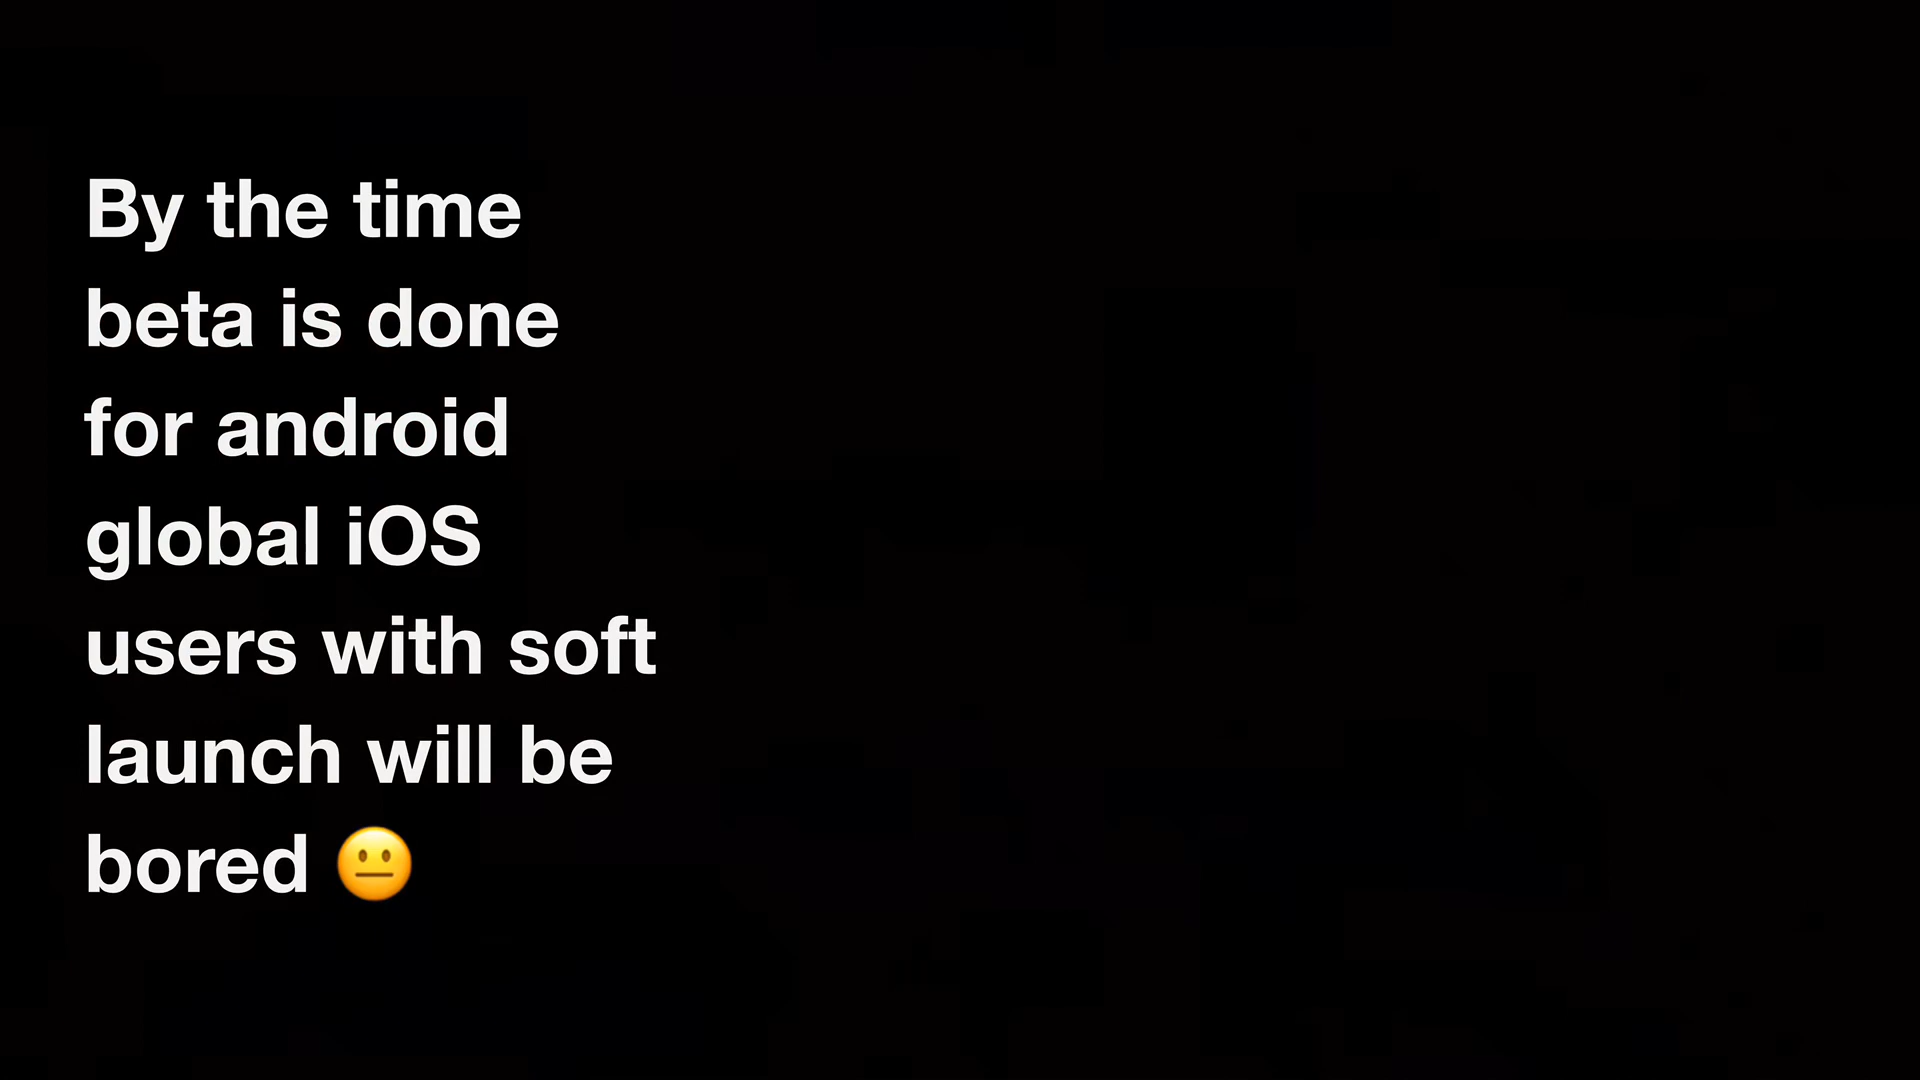 By the time
beta is done
for android
global iOS
users with soft
launch will be
bored 😐